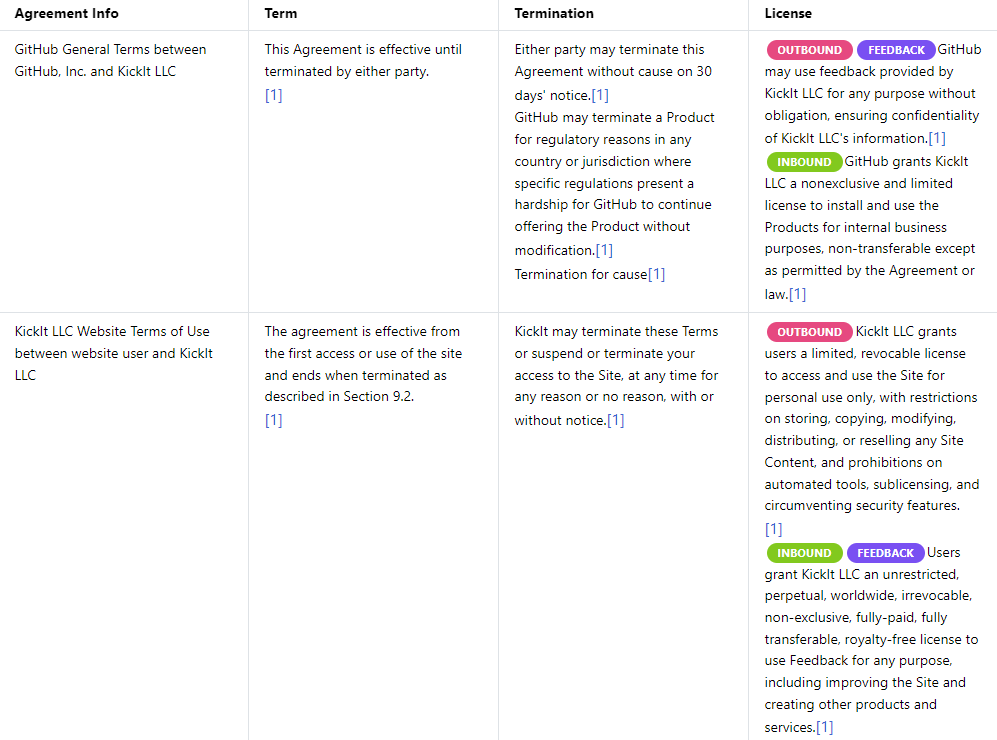 Agreement Info
Term
Termination
License
GitHub General Terms between
GitHub, Inc. and KickIt LLC
This Agreement is effective until
terminated by either party.
[1]
Either party may terminate this
Agreement without cause on 30
days' notice.[1]
GitHub may terminate a Product
for regulatory reasons in any
country or jurisdiction where
specific regulations present a
hardship for GitHub to continue
offering the Product without
modification.[1]
Termination for cause[1]
OUTBOUND FEEDBACK GitHub
may use feedback provided by
KickIt LLC for any purpose without
obligation, ensuring confidentiality
of KickIt LLC's information.[1]
INBOUND GitHub grants KickIt
LLC a nonexclusive and limited
license to install and use the
Products for internal business
purposes, non-transferable except
as permitted by the Agreement or
law.[1]
KickIt LLC Website Terms of Use
between website user and KickIt
LLC
The agreement is effective from
the first access or use of the site
and ends when terminated as
described in Section 9.2.
[1]
KickIt may terminate these Terms
or suspend or terminate your
access to the Site, at any time for
any reason or no reason, with or
without notice.[1]
OUTBOUND KickIt LLC grants
users a limited, revocable license
to access and use the Site for
personal use only, with restrictions
on storing, copying, modifying,
distributing, or reselling any Site
Content, and prohibitions on
automated tools, sublicensing, and
circumventing security features.
[1]
INBOUND FEEDBACK Users
grant KickIt LLC an unrestricted,
perpetual, worldwide, irrevocable,
non-exclusive, fully-paid, fully
transferable, royalty-free license to
use Feedback for any purpose,
including improving the Site and
creating other products and
services.[1]